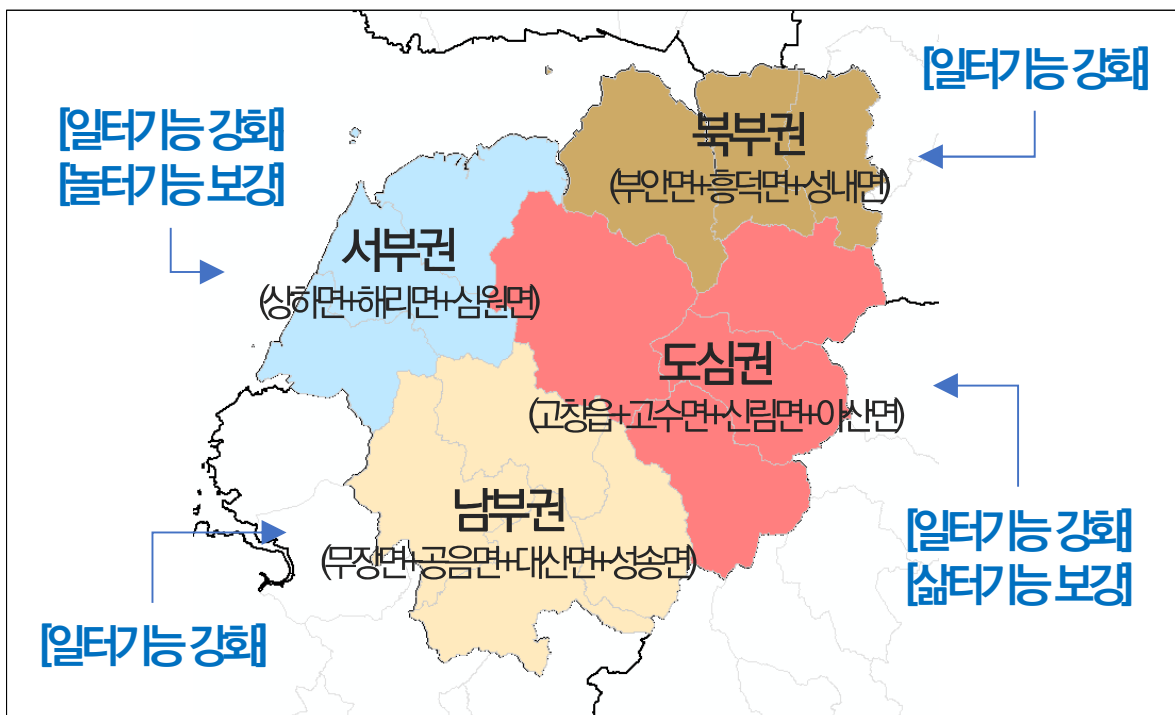 [일터기능 강화]
[일터기능 강화]
[놀터기능 보강]
북부권
(부안면+흥덕면+성내면)
서부권
(상하면+해리면+심원면)
도심권
(고창읍+고수면+신림면+아산면)
남부권
(무장면+공음면+대산면+성송면)
[일터기능 강화]
[삶터기능 보강]
[일터기능 강화]